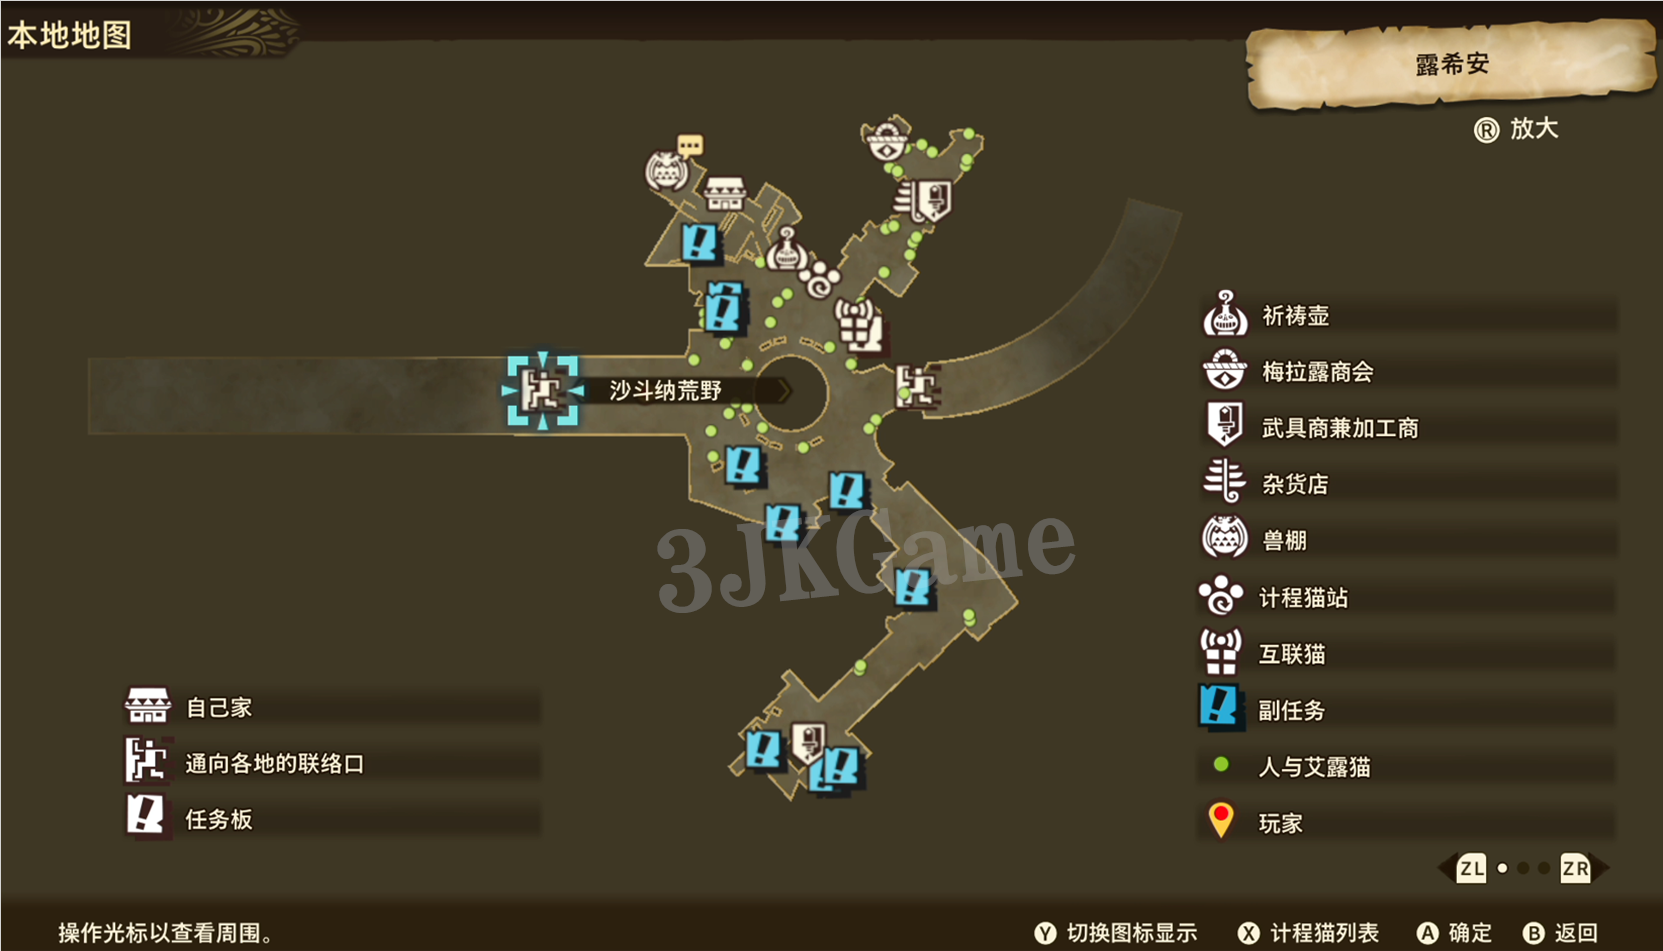 本地地图
露希安
R 放大
沙斗纳荒野
祈祷壶
梅拉露商会
武具商兼加工商
杂货店
兽棚
计程猫站
互联猫
副任务
人与艾露猫
玩家
自己家
通向各地的联络口
任务板
3JKGame
ZL ZR
操作光标以查看周围。
Y 切换图标显示 X 计程猫列表 A 确定 B 返回